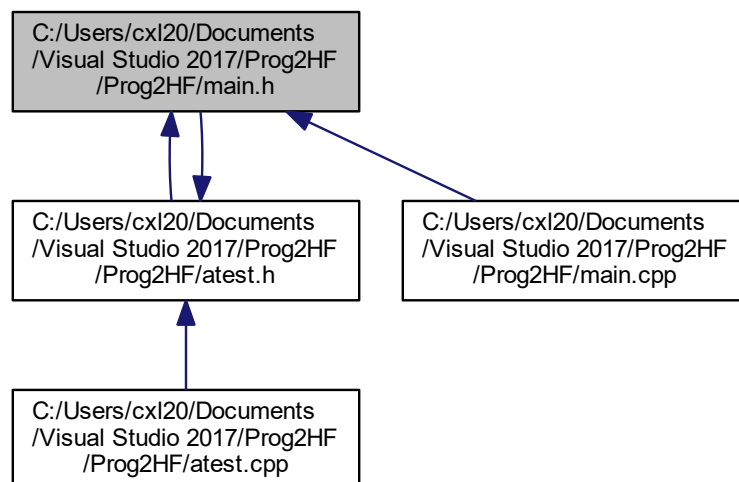 C:/Users/cxl20/Documents
/Visual Studio 2017/Prog2HF
/Prog2HF/main.h
C:/Users/cxl20/Documents
/Visual Studio 2017/Prog2HF
/Prog2HF/atest.h
C:/Users/cxl20/Documents
/Visual Studio 2017/Prog2HF
/Prog2HF/main.cpp
C:/Users/cxl20/Documents
/Visual Studio 2017/Prog2HF
/Prog2HF/atest.cpp